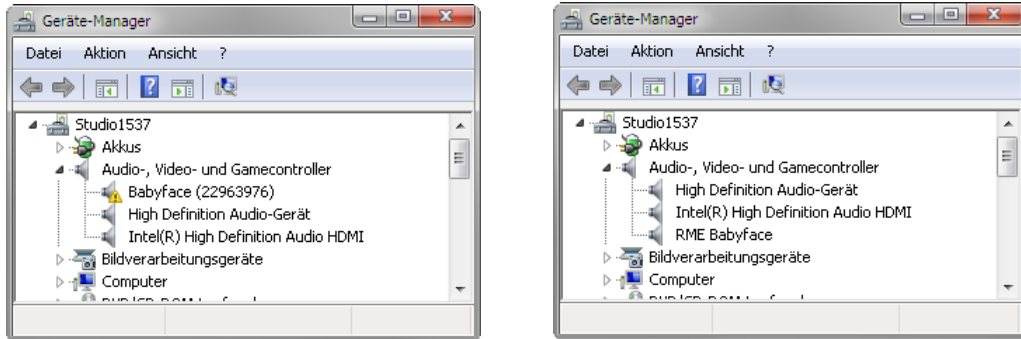 Geräte-Manager
Datei Aktion Ansicht ?
Studio1537
Akkus
Audio-, Video- und Gamecontroller
Babyface (22963976)
High Definition Audio-Gerät
Intel(R) High Definition Audio HDMI
Bildverarbeitungsgeräte
Computer
Geräte-Manager
Datei Aktion Ansicht ?
Studio1537
Akkus
Audio-, Video- und Gamecontroller
High Definition Audio-Gerät
Intel(R) High Definition Audio HDMI
RME Babyface
Bildverarbeitungsgeräte
Computer